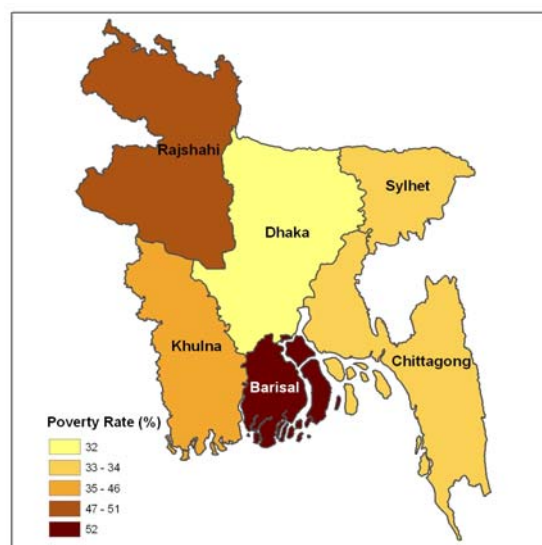 Rajshahi
Sylhet
Dhaka
Khulna
Chittagong
Barisal
Poverty Rate (%)
32
33 - 34
35 - 46
47 - 51
52